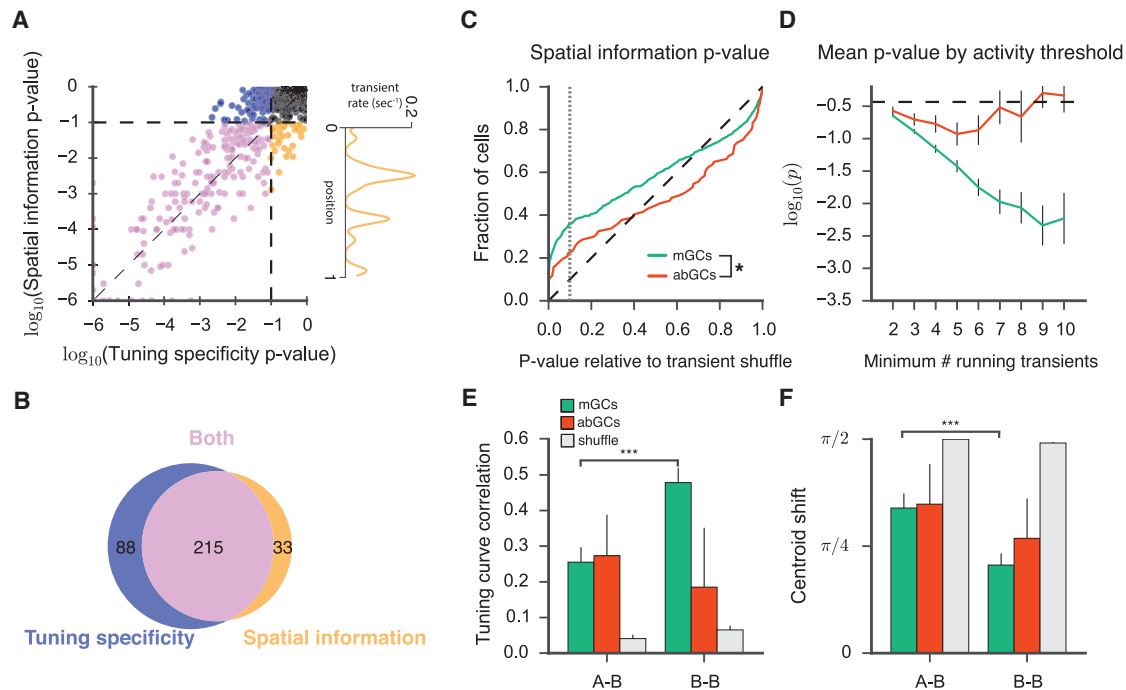 A
log10(Spatial information p-value)
0
−1
−2
−3
−4
−5
−6
−6 −5 −4 −3 −2 −1 0
log10(Tuning specificity p-value)
transient
rate (sec⁻¹)
0.2
0
position
1
B
Both
88
215
33
Tuning specificity
Spatial information
C
Spatial information p-value
Fraction of cells
1.0
0.8
0.6
0.4
0.2
0.0
mGCs
abGCs
*
0.0 0.2 0.4 0.6 0.8 1.0
P-value relative to transient shuffle
D
Mean p-value by activity threshold
log10(p)
−0.5
−1.0
−1.5
−2.0
−2.5
−3.0
−3.5
2 3 4 5 6 7 8 9 10
Minimum # running transients
E
mGCs
abGCs
shuffle
Tuning curve correlation
0.6
0.5
0.4
0.3
0.2
0.1
0.0
***
A-B B-B
F
Centroid shift
π/2
π/4
0
***
A-B B-B